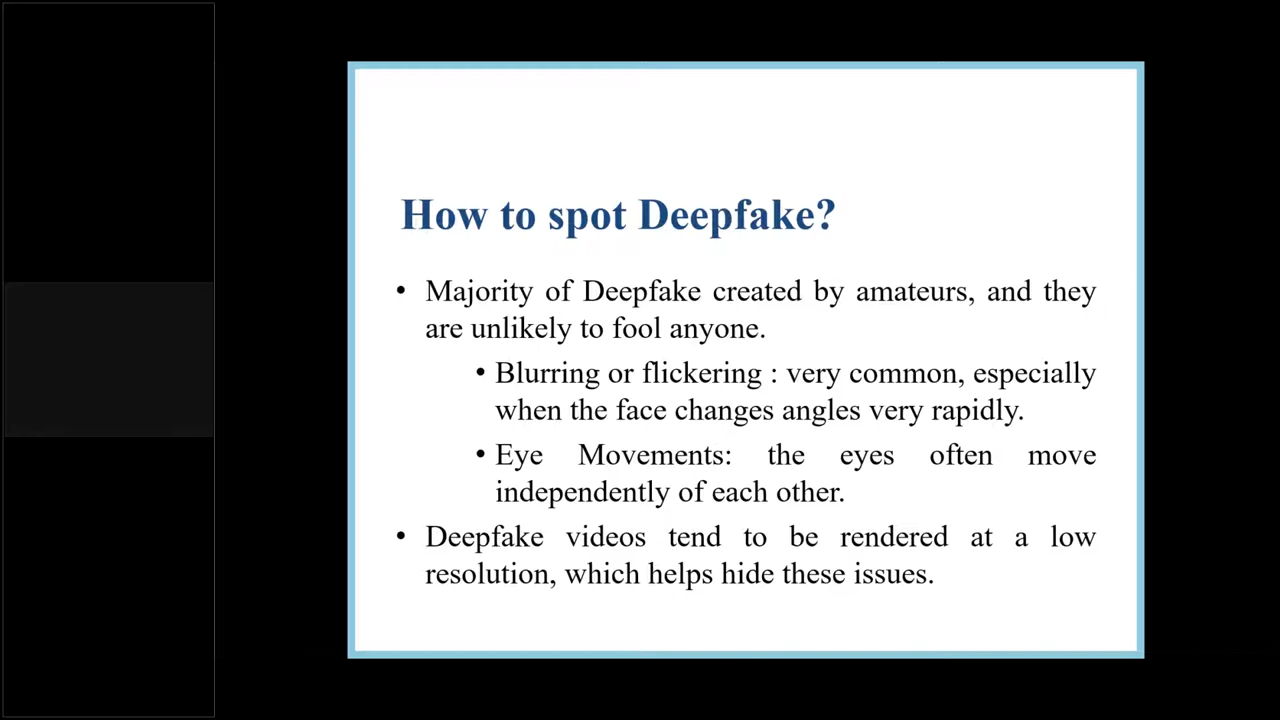 How to spot Deepfake?
• Majority of Deepfake created by amateurs, and they
are unlikely to fool anyone.
• Blurring or flickering : very common, especially
when the face changes angles very rapidly.
• Eye Movements: the eyes often move
independently of each other.
• Deepfake videos tend to be rendered at a low
resolution, which helps hide these issues.